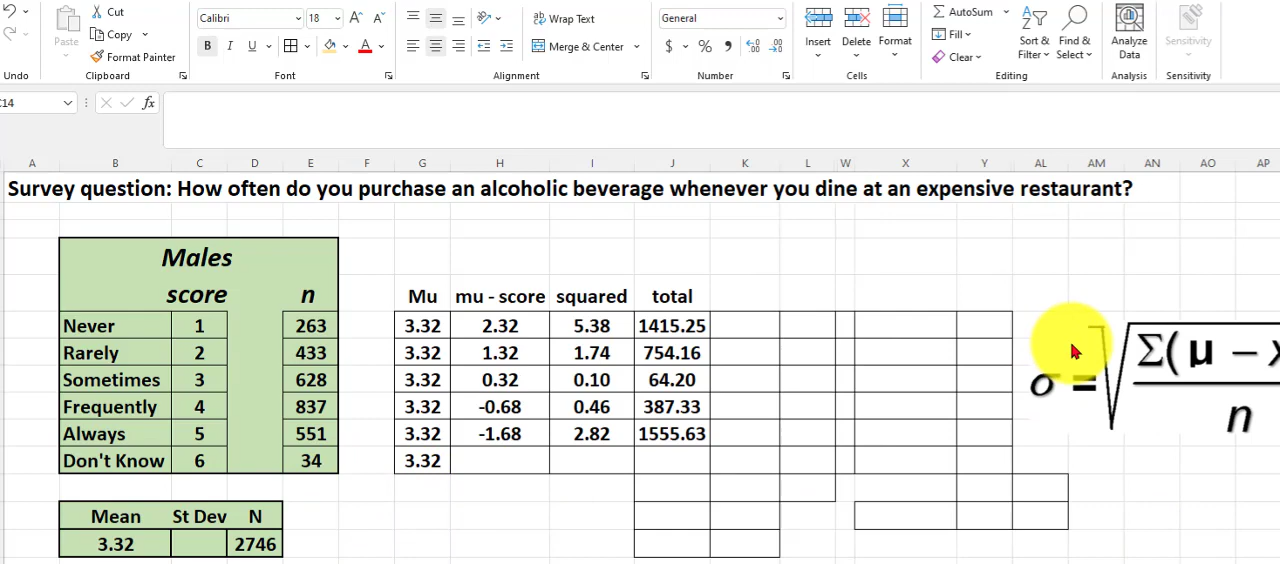 Cut
Calibri 18 A A Wrap Text General AutoSum
Paste Copy Fill
Format Painter B I U A Merge & Center $ % Insert Delete Format Clear Sort & Filter Find & Select Analyze Data Sensitivity
Undo Clipboard Font Alignment Number Cells Editing Analysis Sensitivity
C14 fx
A B C D E F G H I J K L W X Y AL AM AN AO AP
Survey question: How often do you purchase an alcoholic beverage whenever you dine at an expensive restaurant?
Males
score n Mu mu - score squared total
Never 1 263 3.32 2.32 5.38 1415.25
Rarely 2 433 3.32 1.32 1.74 754.16
Sometimes 3 628 3.32 0.32 0.10 64.20
Frequently 4 837 3.32 -0.68 0.46 387.33
Always 5 551 3.32 -1.68 2.82 1555.63
Don't Know 6 34 3.32
σ = √ Σ( μ – x
n
Mean St Dev N
3.32 2746